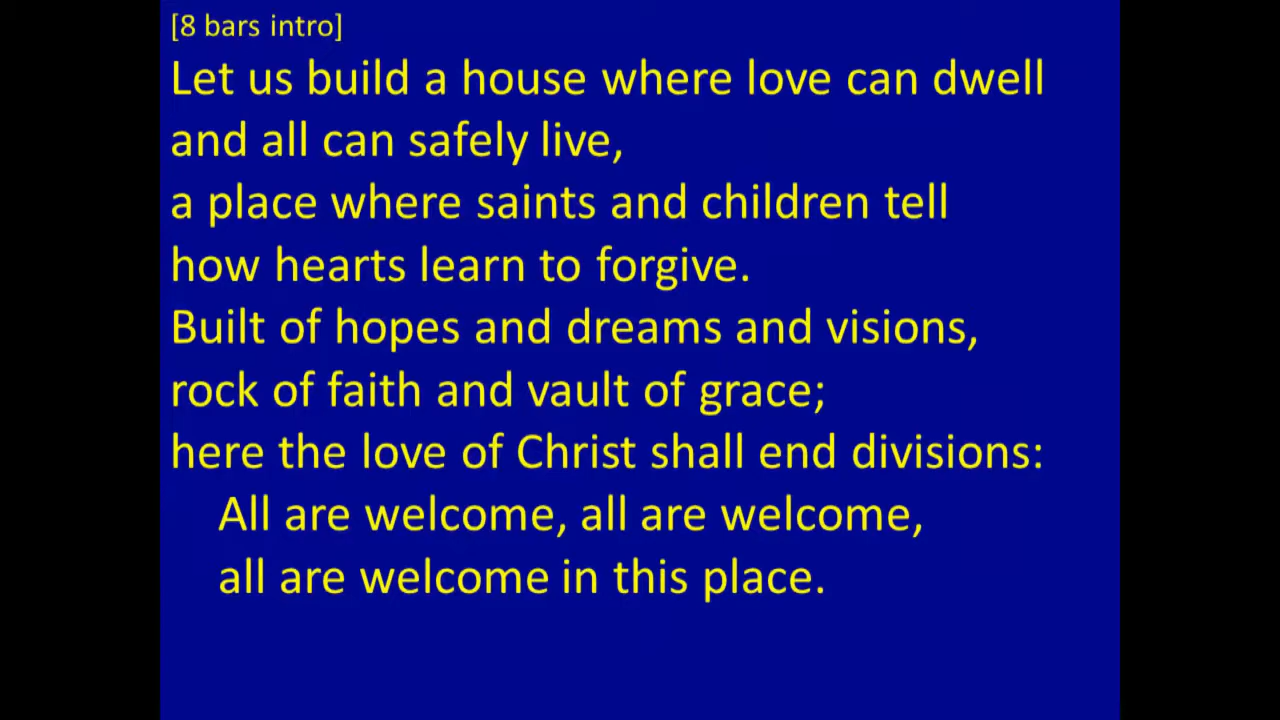 [8 bars intro]
Let us build a house where love can dwell
and all can safely live,
a place where saints and children tell
how hearts learn to forgive.
Built of hopes and dreams and visions,
rock of faith and vault of grace;
here the love of Christ shall end divisions:
All are welcome, all are welcome,
all are welcome in this place.